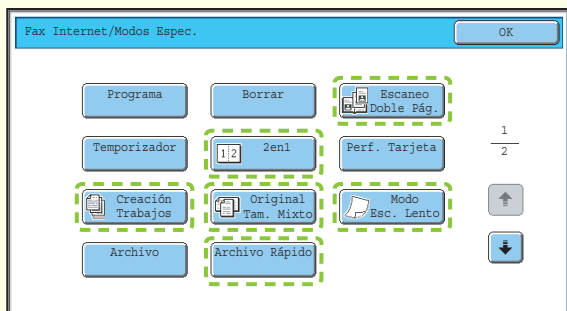 Fax Internet/Modos Espec.
OK
Programa
Borrar
Escaneo
Doble Pág.
Temporizador
1 2
2en1
Perf. Tarjeta
1
2
Creación
Trabajos
Original
Tam. Mixto
Modo
Esc. Lento
Archivo
Archivo Rápido